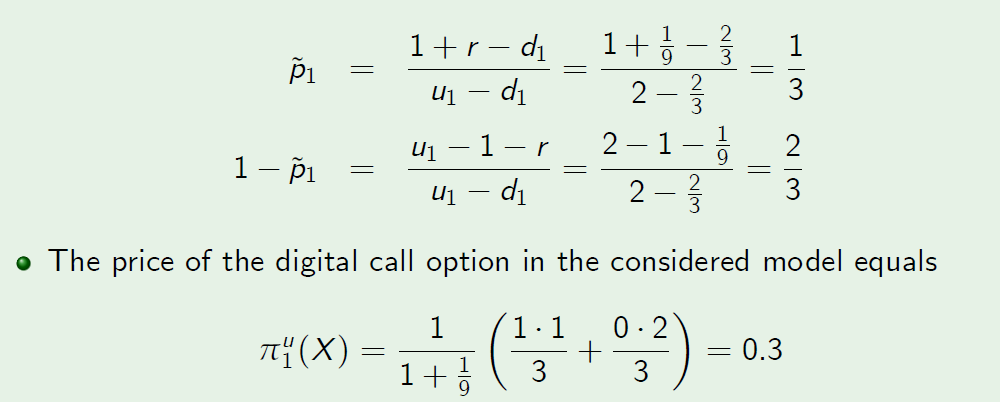 p̃₁ = (1 + r − d₁)/(u₁ − d₁) = (1 + 1/9 − 2/3)/(2 − 2/3) = 1/3
1 − p̃₁ = (u₁ − 1 − r)/(u₁ − d₁) = (2 − 1 − 1/9)/(2 − 2/3) = 2/3
The price of the digital call option in the considered model equals
π₁ᵘ(X) = 1/(1 + 1/9) ((1 · 1)/3 + (0 · 2)/3) = 0.3